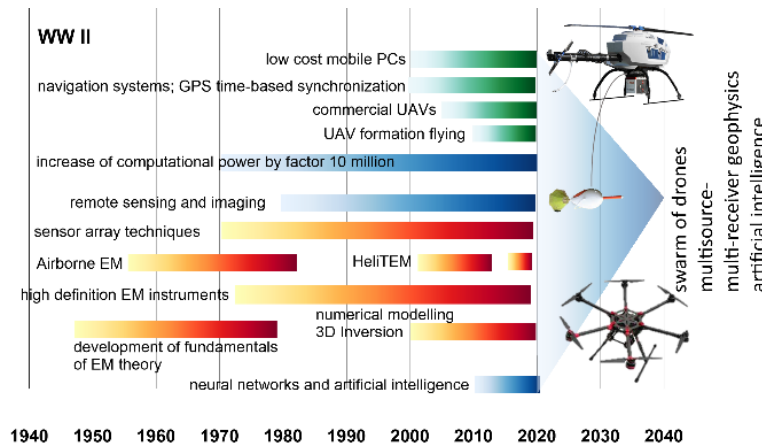 WW II
low cost mobile PCs
navigation systems; GPS time-based synchronization
commercial UAVs
UAV formation flying
increase of computational power by factor 10 million
remote sensing and imaging
sensor array techniques
Airborne EM
HeliTEM
high definition EM instruments
numerical modelling
3D Inversion
development of fundamentals
of EM theory
neural networks and artificial intelligence
swarm of drones
multisource-
multi-receiver geophysics
artificial intelligence
1940 1950 1960 1970 1980 1990 2000 2010 2020 2030 2040